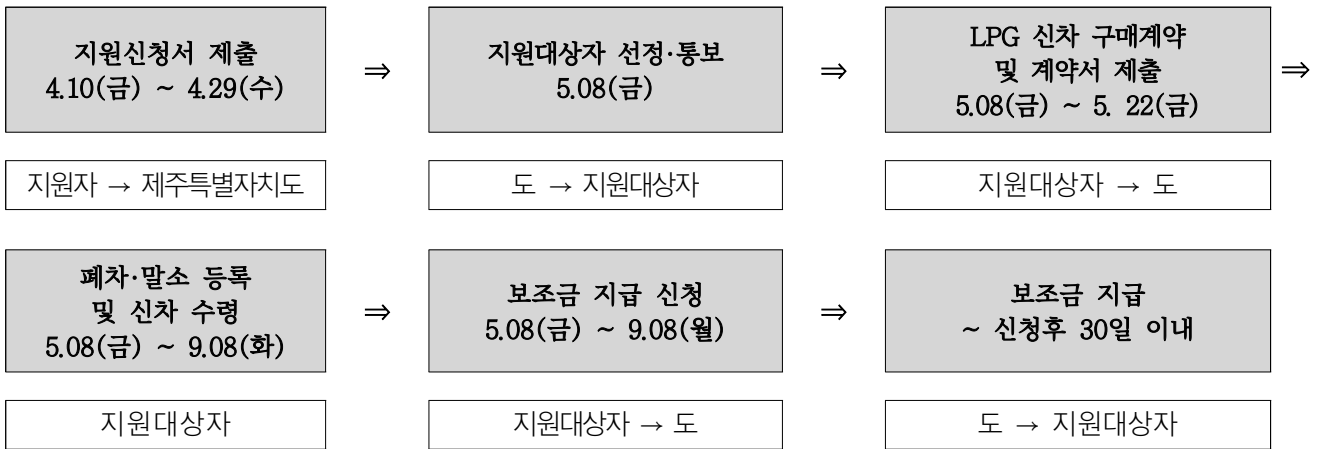 지원신청서 제출
4.10(금) ~ 4.29(수)
⇒
지원대상자 선정·통보
5.08(금)
⇒
LPG 신차 구매계약
및 계약서 제출
5.08(금) ~ 5. 22(금)
⇒
지원자 → 제주특별자치도
도 → 지원대상자
지원대상자 → 도
폐차·말소 등록
및 신차 수령
5.08(금) ~ 9.08(화)
⇒
보조금 지급 신청
5.08(금) ~ 9.08(월)
⇒
보조금 지급
~ 신청후 30일 이내
지원대상자
지원대상자 → 도
도 → 지원대상자